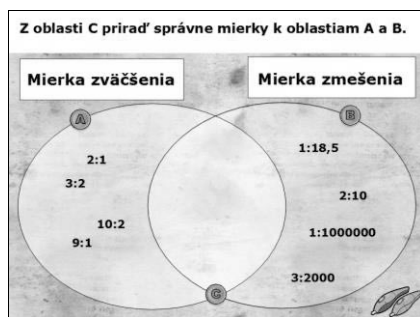 Z oblasti C priraď správne mierky k oblastiam A a B.
Mierka zväčšenia
Mierka zmešenia
A
B
2:1
3:2
10:2
9:1
1:18,5
2:10
1:1000000
3:2000
C